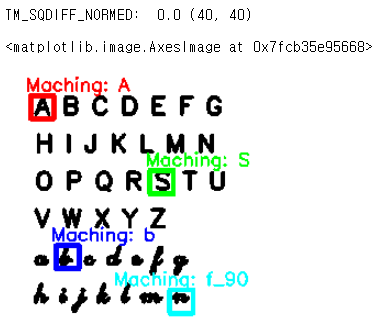 TM_SQDIFF_NORMED: 0.0 (40, 40)
<matplotlib.image.AxesImage at 0x7fcb35e95668>
Maching: A
A B C D E F G
H I J K L M N
Maching: S
O P Q R S T U
V W X Y Z
Maching: b
a b c d e f g
Maching: f_90
h i j k l m n